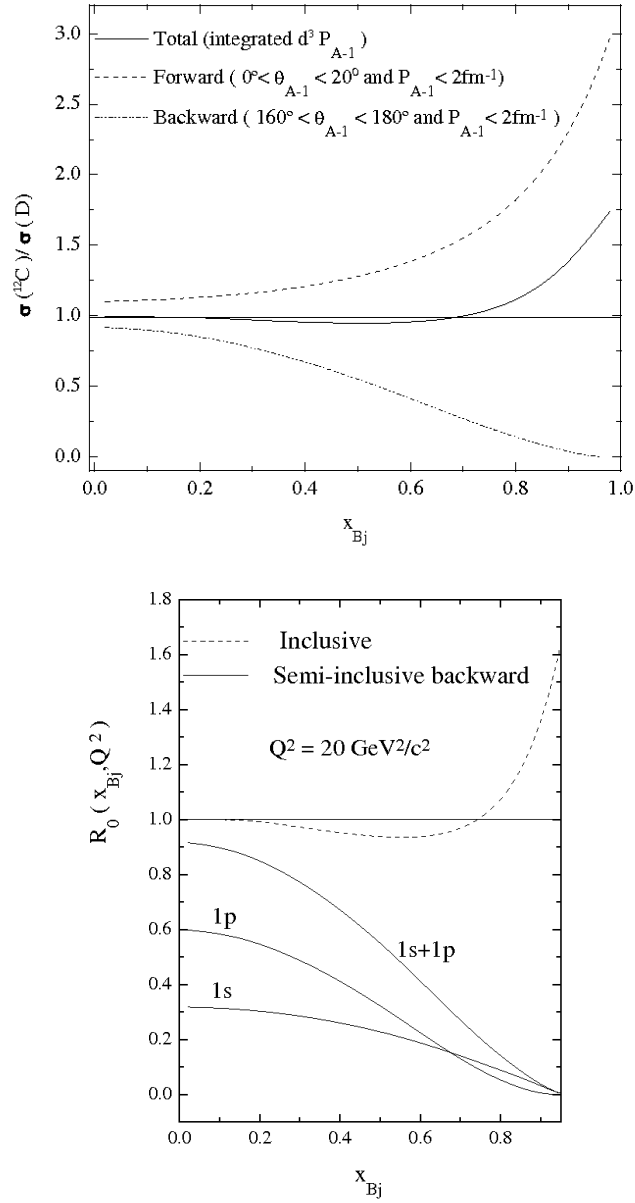 3.0
Total (integrated d³ P_A-1 )
Forward ( 0°< θ_A-1 < 20° and P_A-1 < 2fm⁻¹)
2.5
Backward ( 160° < θ_A-1 < 180° and P_A-1 < 2fm⁻¹ )
2.0
1.5
1.0
0.5
0.0
σ (¹²C )/ σ ( D )
0.0 0.2 0.4 0.6 0.8 1.0
x_Bj
1.8
Inclusive
1.6
Semi-inclusive backward
1.4
Q² = 20 GeV²/c²
1.2
1.0
0.8
1p
0.6
1s+1p
0.4
1s
0.2
0.0
R₀ ( x_Bj,Q ² )
0.0 0.2 0.4 0.6 0.8
x_Bj